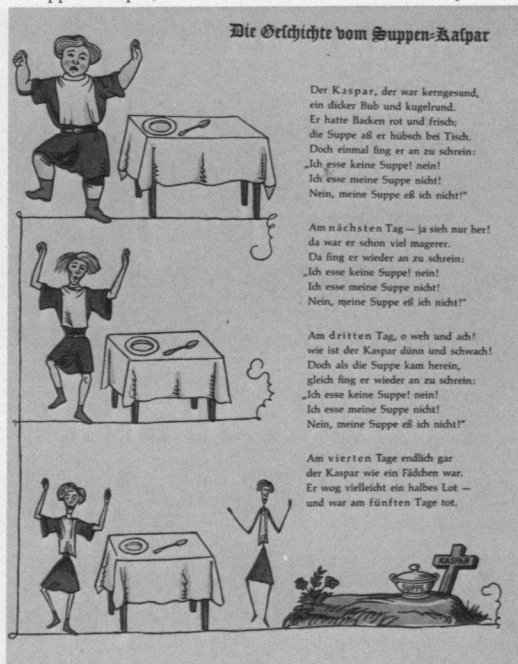 Die Geschichte vom Suppen-Kaspar
Der Kaspar, der war kerngesund,
ein dicker Bub und kugelrund.
Er hatte Backen rot und frisch;
die Suppe aß er hübsch bei Tisch.
Doch einmal fing er an zu schrein:
„Ich esse keine Suppe! nein!
Ich esse meine Suppe nicht!
Nein, meine Suppe eß ich nicht!“
Am nächsten Tag — ja sieh nur her!
da war er schon viel magerer.
Da fing er wieder an zu schrein:
„Ich esse keine Suppe! nein!
Ich esse meine Suppe nicht!
Nein, meine Suppe eß ich nicht!“
Am dritten Tag, o weh und ach!
wie ist der Kaspar dünn und schwach!
Doch als die Suppe kam herein,
gleich fing er wieder an zu schrein:
„Ich esse keine Suppe! nein!
Ich esse meine Suppe nicht!
Nein, meine Suppe eß ich nicht!“
Am vierten Tage endlich gar
der Kaspar wie ein Fädchen war.
Er wog vielleicht ein halbes Lot —
und war am fünften Tage tot.
KASPAR
SUPPE